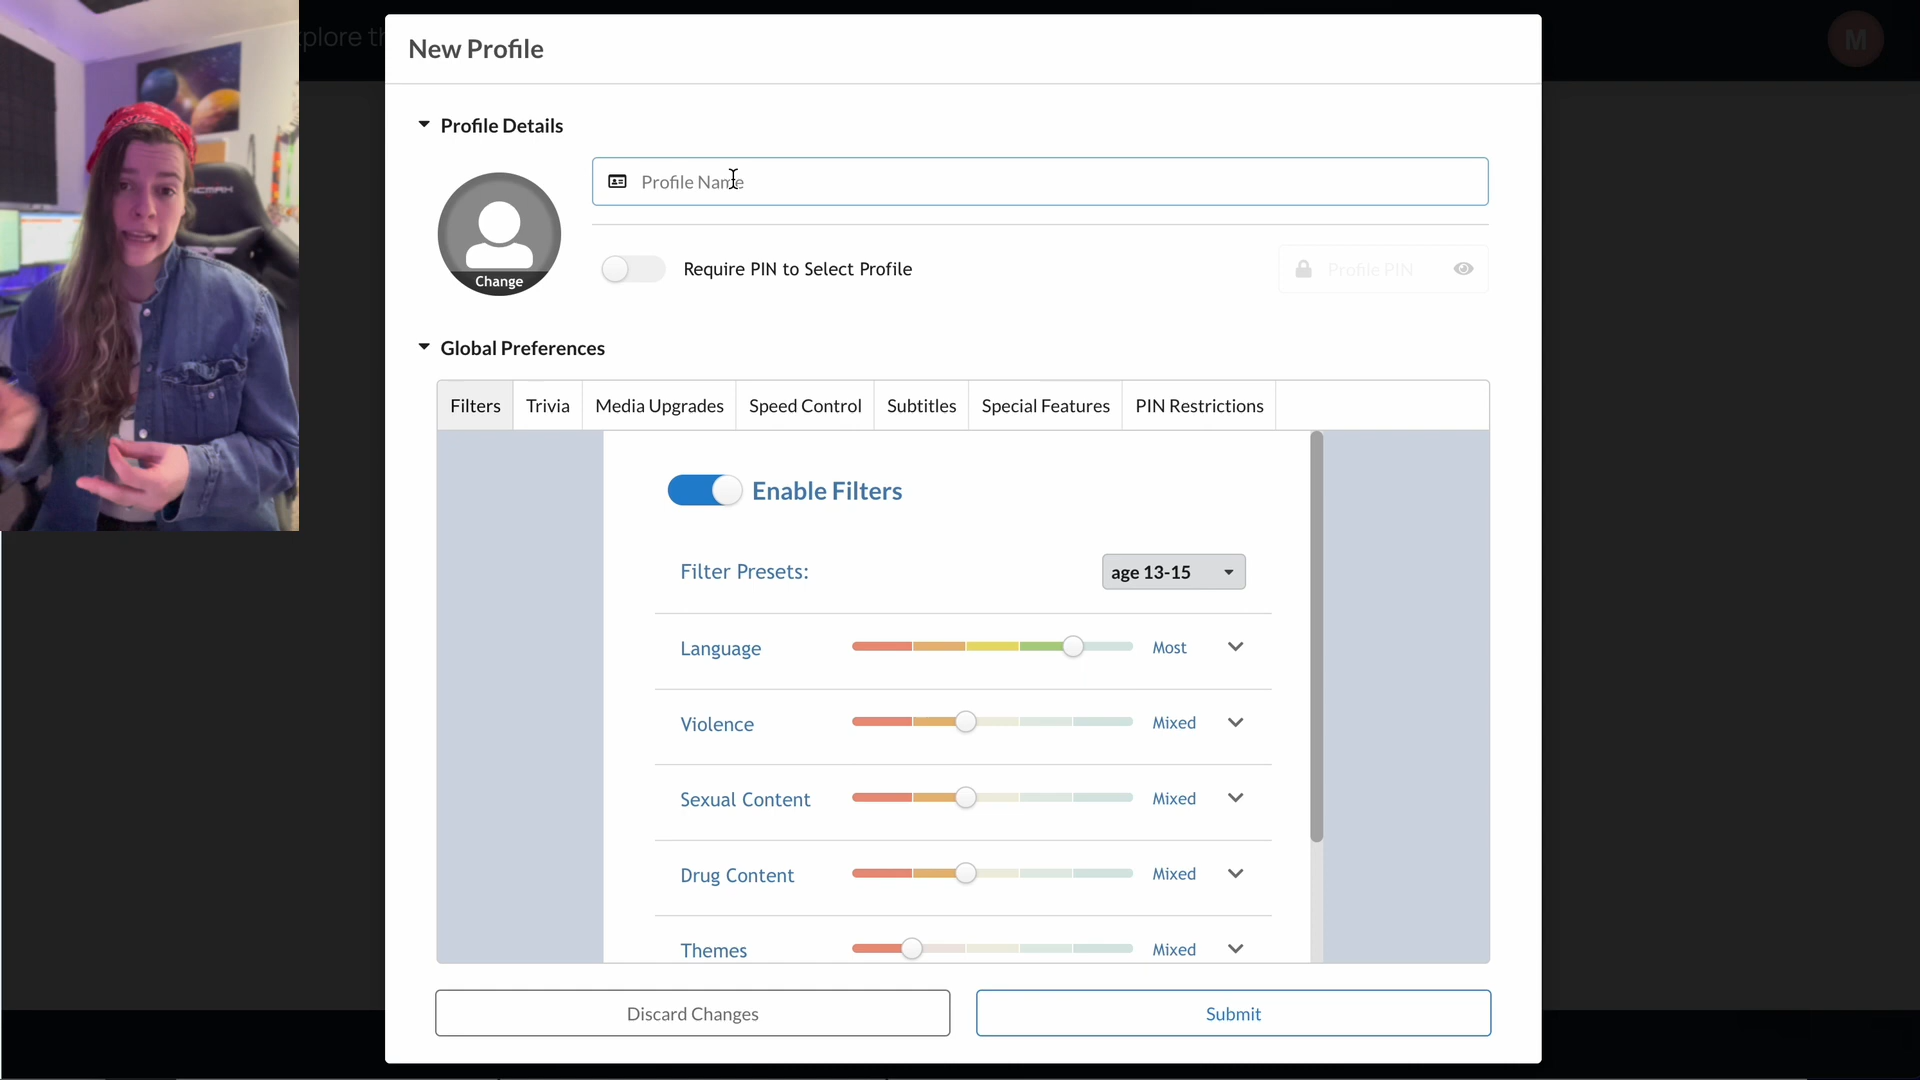 plore th
M
New Profile
Profile Details
Profile Name
Change
Require PIN to Select Profile
Profile PIN
Global Preferences
Filters Trivia Media Upgrades Speed Control Subtitles Special Features PIN Restrictions
Enable Filters
Filter Presets: age 13-15
Language Most
Violence Mixed
Sexual Content Mixed
Drug Content Mixed
Themes Mixed
Discard Changes Submit